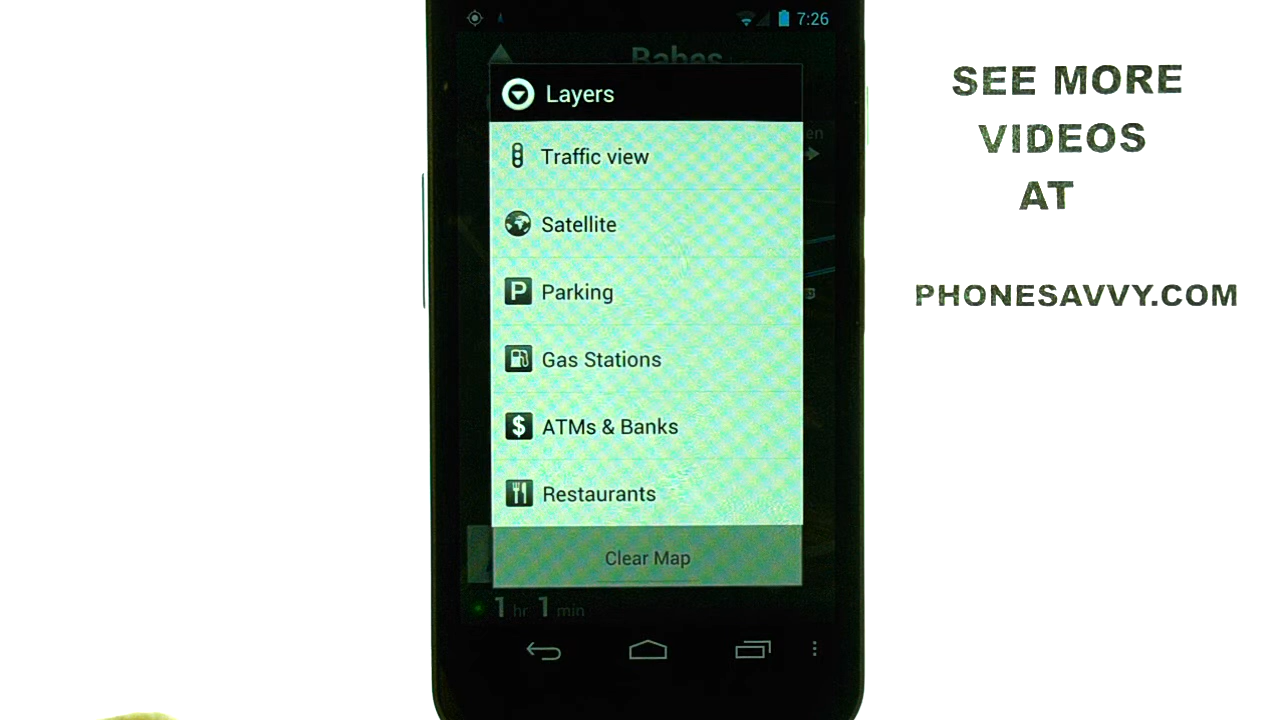 7:26
Babes
Layers
Traffic view
Satellite
P Parking
Gas Stations
$ ATMs & Banks
Restaurants
Clear Map
1 hr 1 min
SEE MORE
VIDEOS
AT
PHONESAVVY.COM